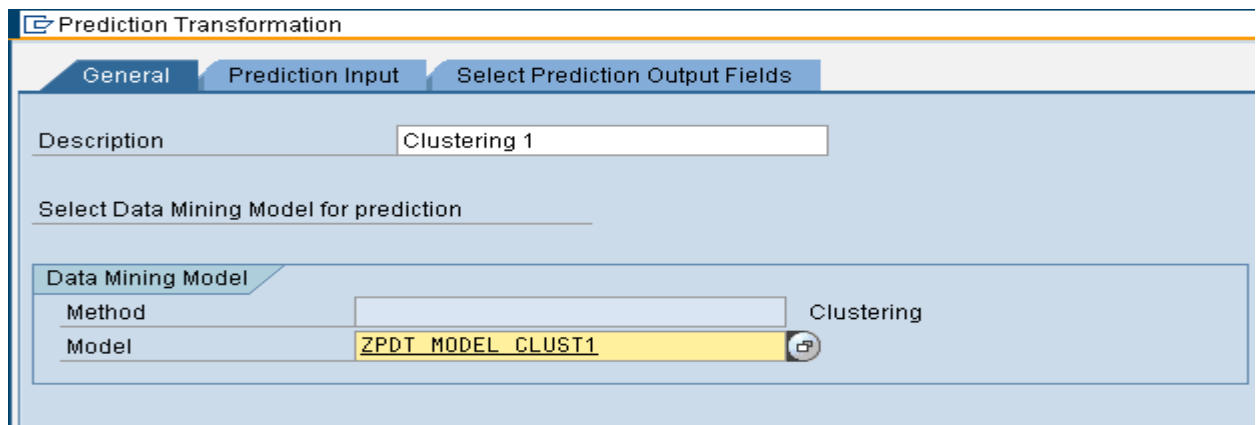 Prediction Transformation
General Prediction Input Select Prediction Output Fields
Description Clustering 1
Select Data Mining Model for prediction
Data Mining Model
Method Clustering
Model ZPDT_MODEL_CLUST1